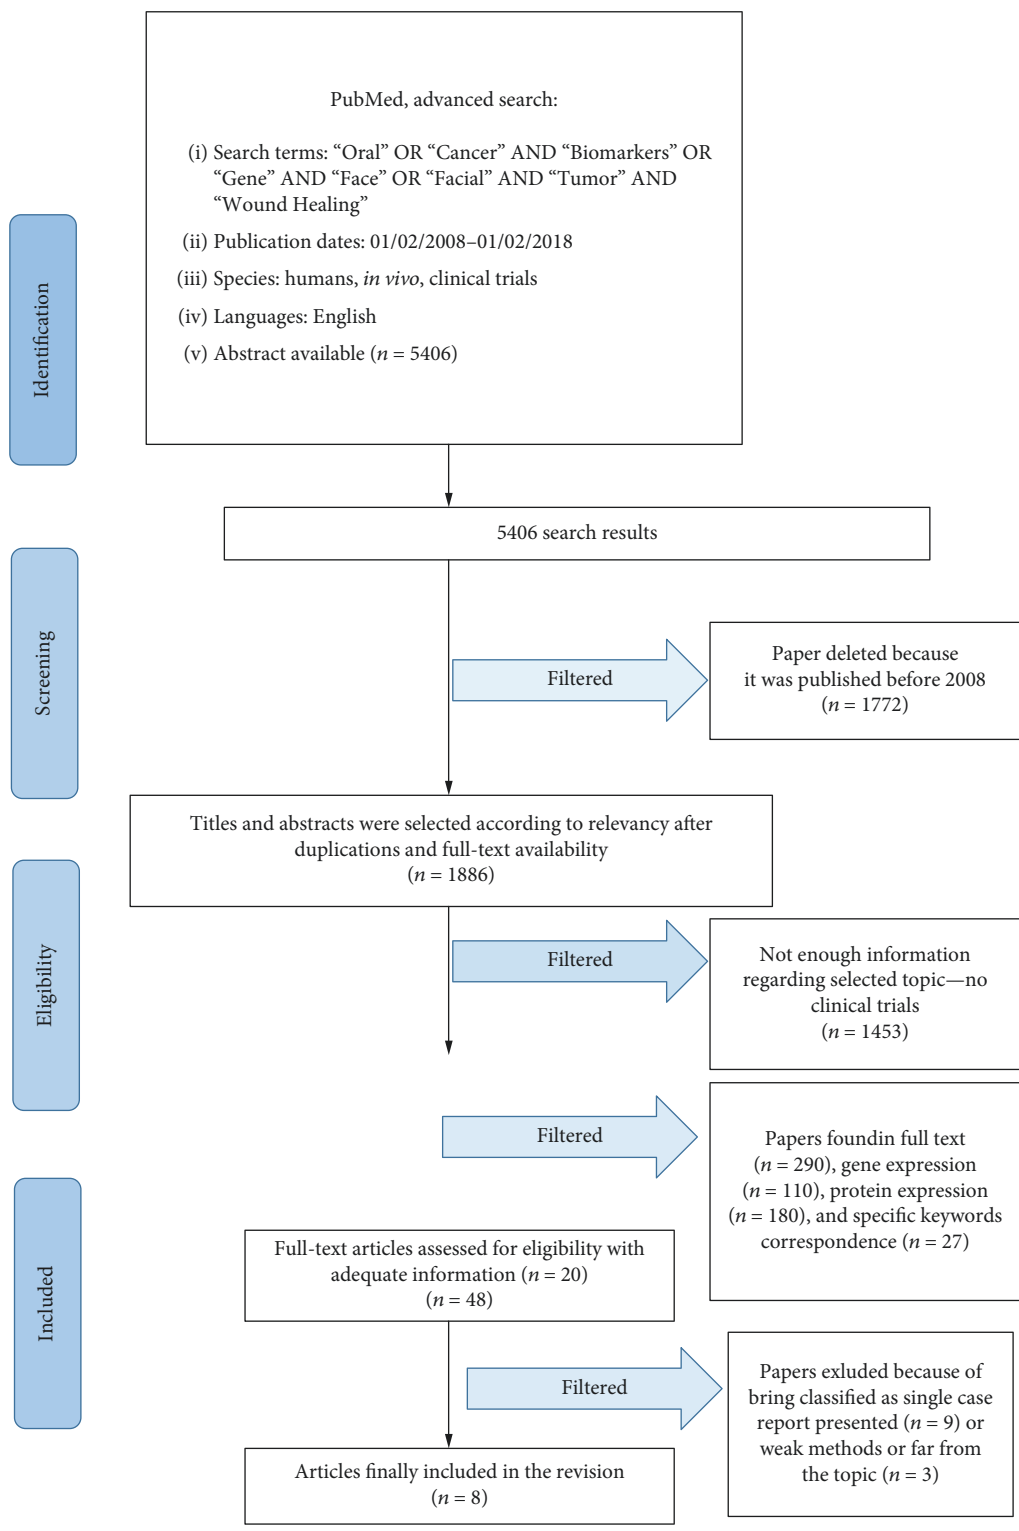 PubMed, advanced search:
(i) Search terms: “Oral” OR “Cancer” AND “Biomarkers” OR
“Gene” AND “Face” OR “Facial” AND “Tumor” AND
“Wound Healing”
(ii) Publication dates: 01/02/2008–01/02/2018
(iii) Species: humans, in vivo, clinical trials
(iv) Languages: English
(v) Abstract available (n = 5406)
Identification
5406 search results
Screening
Filtered
Paper deleted because
it was published before 2008
(n = 1772)
Titles and abstracts were selected according to relevancy after
duplications and full-text availability
(n = 1886)
Eligibility
Filtered
Not enough information
regarding selected topic—no
clinical trials
(n = 1453)
Filtered
Papers foundin full text
(n = 290), gene expression
(n = 110), protein expression
(n = 180), and specific keywords
correspondence (n = 27)
Included
Full-text articles assessed for eligibility with
adequate information (n = 20)
(n = 48)
Filtered
Papers exluded because of
bring classified as single case
report presented (n = 9) or
weak methods or far from
the topic (n = 3)
Articles finally included in the revision
(n = 8)